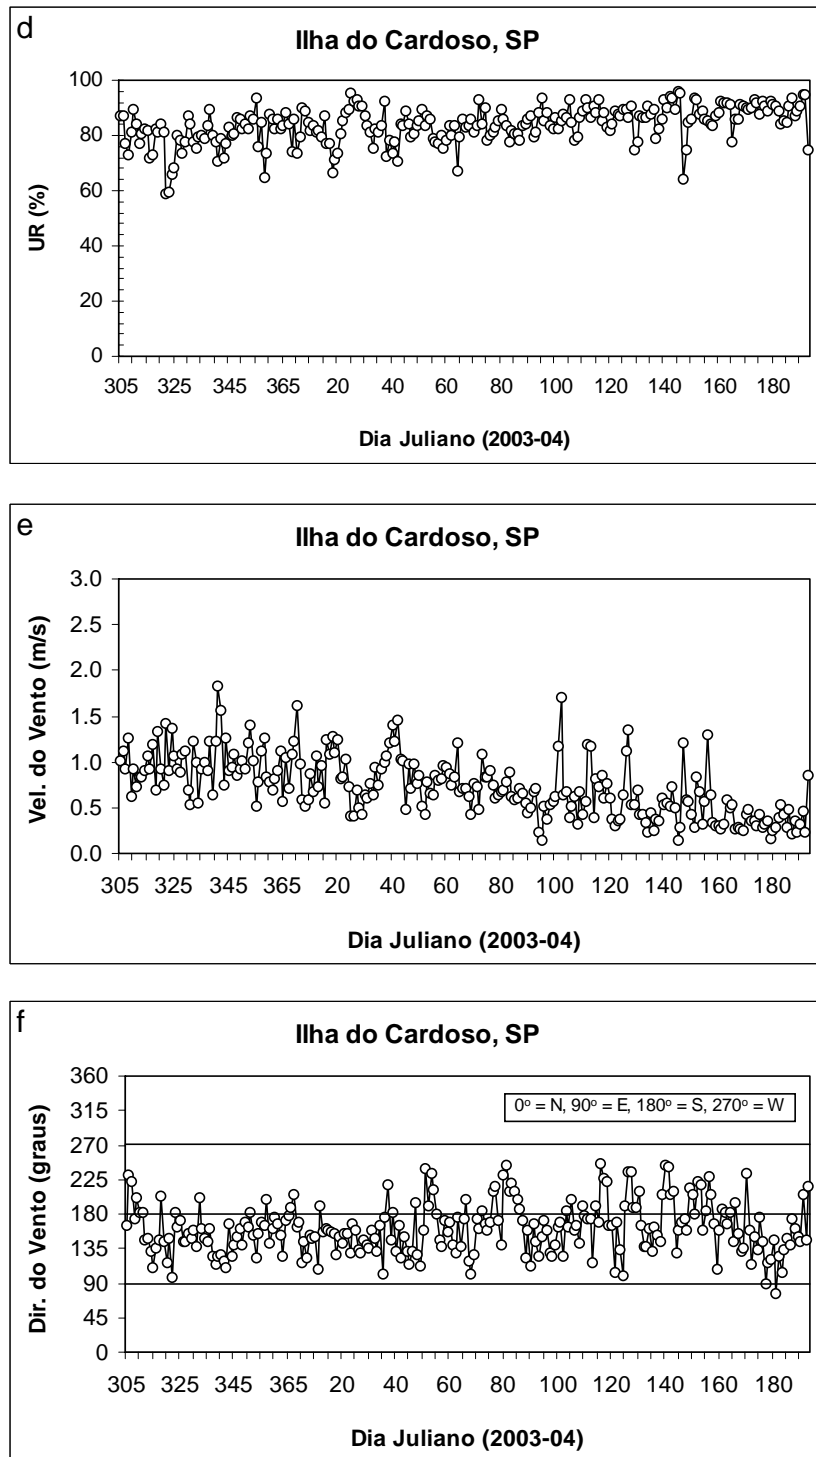 d
Ilha do Cardoso, SP
100
80
60
40
20
0
UR (%)
305 325 345 365 20 40 60 80 100 120 140 160 180
Dia Juliano (2003-04)
e
Ilha do Cardoso, SP
3.0
2.5
2.0
1.5
1.0
0.5
0.0
Vel. do Vento (m/s)
305 325 345 365 20 40 60 80 100 120 140 160 180
Dia Juliano (2003-04)
f
Ilha do Cardoso, SP
0º = N, 90º = E, 180º = S, 270º = W
360
315
270
225
180
135
90
45
0
Dir. do Vento (graus)
305 325 345 365 20 40 60 80 100 120 140 160 180
Dia Juliano (2003-04)